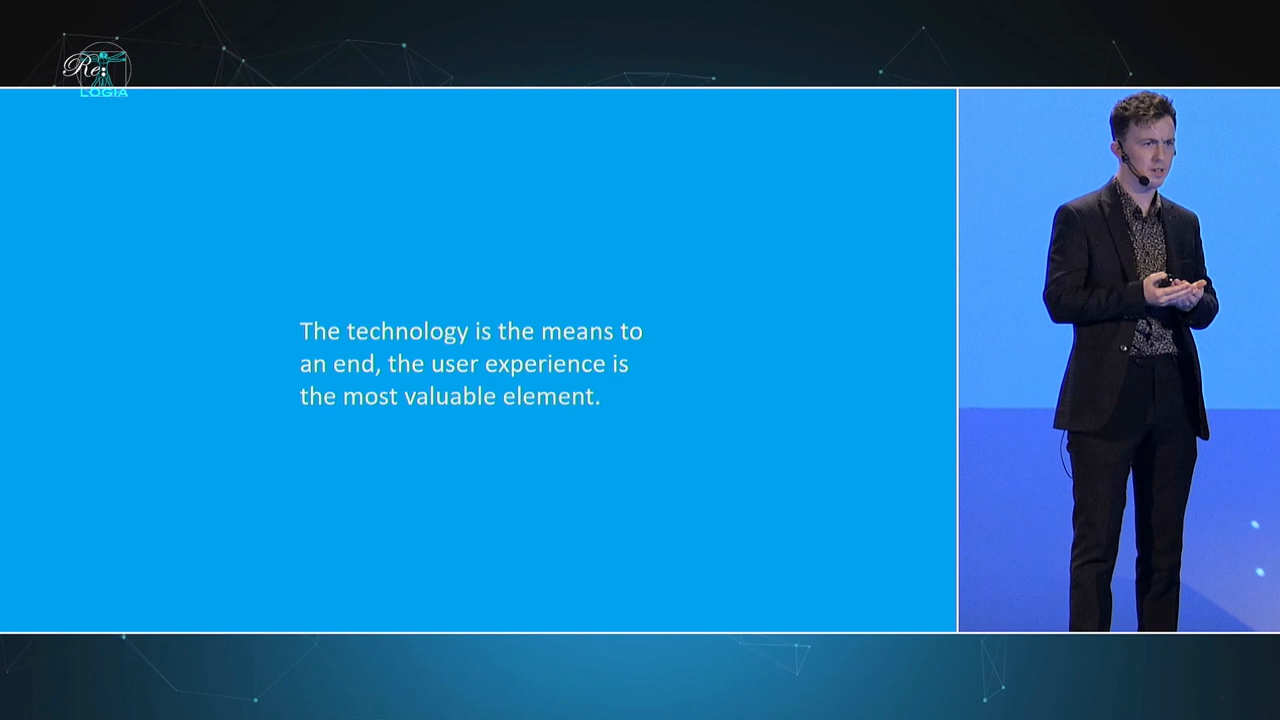 Re:
LOGIA
The technology is the means to
an end, the user experience is
the most valuable element.